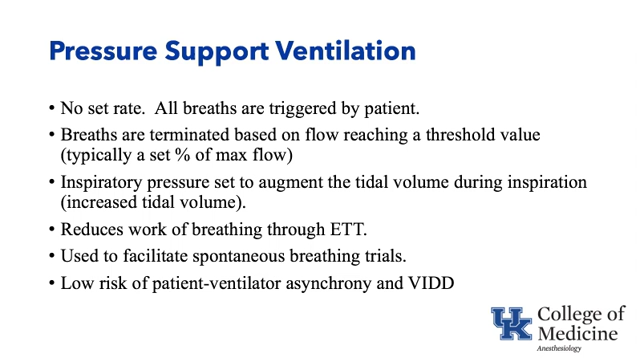 Pressure Support Ventilation
• No set rate.  All breaths are triggered by patient.
• Breaths are terminated based on flow reaching a threshold value
(typically a set % of max flow)
• Inspiratory pressure set to augment the tidal volume during inspiration
(increased tidal volume).
• Reduces work of breathing through ETT.
• Used to facilitate spontaneous breathing trials.
• Low risk of patient-ventilator asynchrony and VIDD
UK College of
Medicine
Anesthesiology